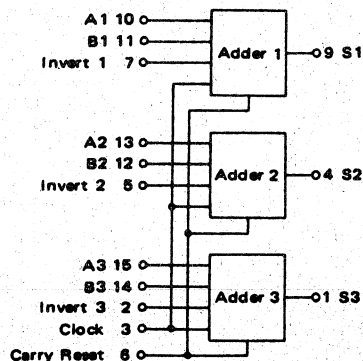 A1 10
B1 11
Invert 1 7
Adder 1
9 S1
A2 13
B2 12
Invert 2 5
Adder 2
4 S2
A3 15
B3 14
Invert 3 2
Clock 3
Carry Reset 6
Adder 3
1 S3